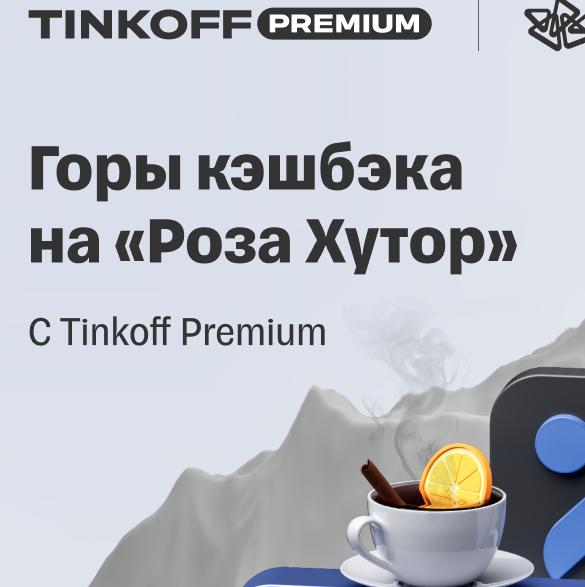 TINKOFF PREMIUM
Горы кэшбэка
на «Роза Хутор»
С Tinkoff Premium